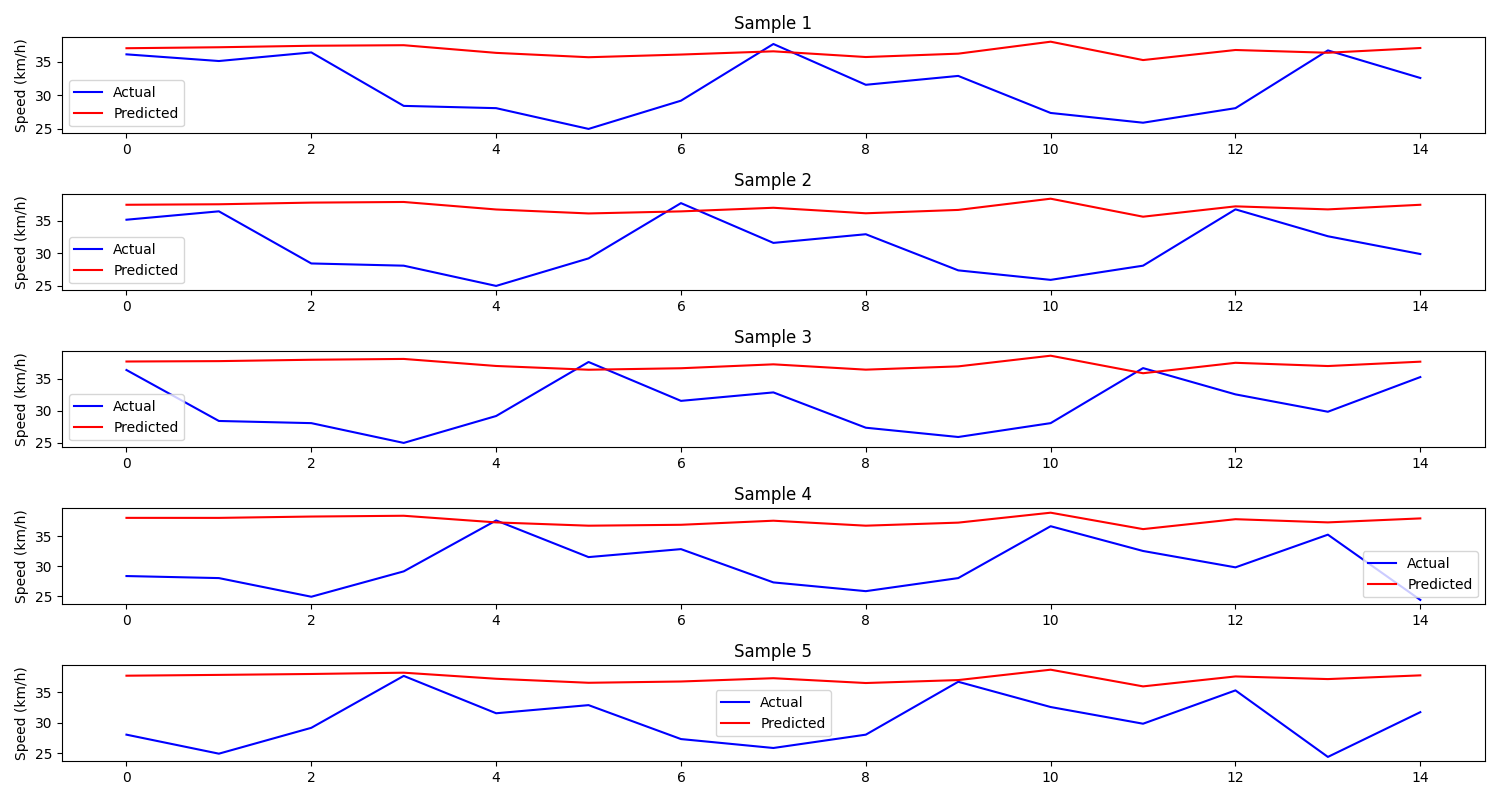 Sample 1
Speed (km/h)
35
30
25
Actual
Predicted
0 2 4 6 8 10 12 14
Sample 2
Speed (km/h)
35
30
25
Actual
Predicted
0 2 4 6 8 10 12 14
Sample 3
Speed (km/h)
35
30
25
Actual
Predicted
0 2 4 6 8 10 12 14
Sample 4
Speed (km/h)
35
30
25
Actual
Predicted
0 2 4 6 8 10 12 14
Sample 5
Speed (km/h)
35
30
25
Actual
Predicted
0 2 4 6 8 10 12 14